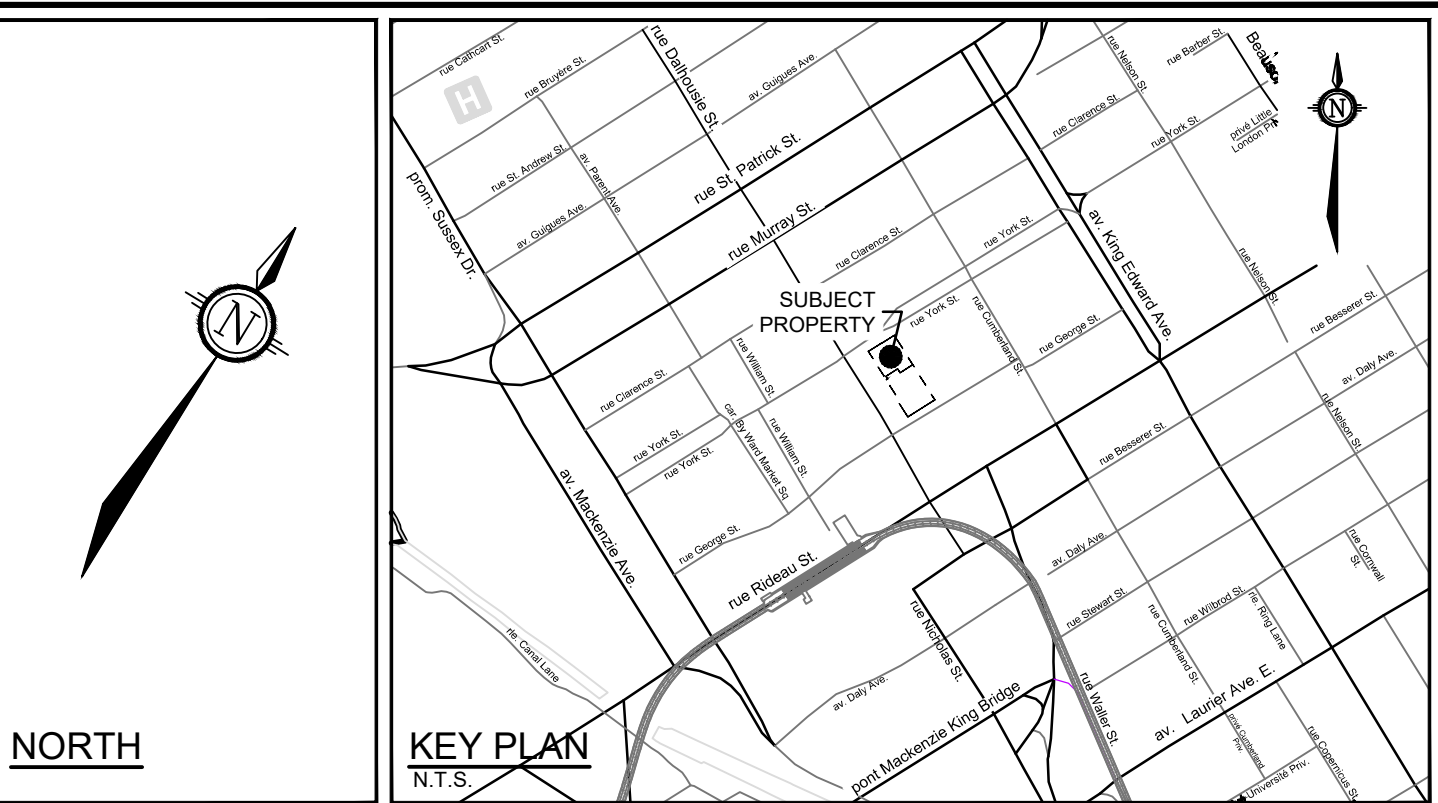 N
NORTH
rue Cathcart St.
rue Bruyère St.
H
rue Dalhousie St.
av. Guigues Ave.
rue Nelson St.
rue Barber St.
N
rue Clarence St.
rue York St.
privé Little
London Priv.
rue St. Andrew St.
av. Parent Ave.
rue St. Patrick St.
prom. Sussex Dr.
av. Guigues Ave.
rue Murray St.
rue Clarence St.
rue York St.
av. King Edward Ave.
rue Nelson St.
SUBJECT
PROPERTY
rue York St.
rue Cumberland St.
rue George St.
rue Besserer St.
rue William St.
av. Daly Ave.
rue Clarence St.
car. By Ward Market Sq
rue William St.
rue Nelson St.
rue York St.
rue York St.
rue Besserer St.
av. Mackenzie Ave.
rue George St.
rue Rideau St.
av. Daly Ave.
rue Cornwall
St.
rue Nicholas St.
rue Stewart St.
rue Cumberland St.
rue Wilbrod St.
rle. Ring Lane
rle. Canal Lane
av. Daly Ave.
rue Waller St.
av. Laurier Ave. E.
pont Mackenzie King Bridge
privé Cumberland
Priv.
rue Copernicus St.
Université Priv.
KEY PLAN
N.T.S.